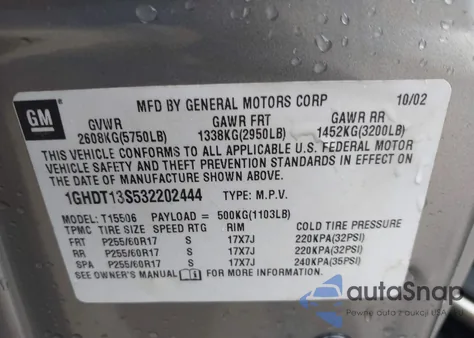 GM
MFD BY GENERAL MOTORS CORP 10/02
GVWR GAWR FRT GAWR RR
2608KG(5750LB) 1338KG(2950LB) 1452KG(3200LB)
THIS VEHICLE CONFORMS TO ALL APPLICABLE U.S. FEDERAL MOTOR
VEHICLE SAFETY AND THEFT PREVENTION STANDARDS IN EFFECT ON THE
DATE OF MANUFACTURE SHOWN ABOVE.
1GHDT13S532202444 TYPE: M.P.V.
MODEL: T15506 PAYLOAD = 500KG(1103LB)
TPMC TIRE SIZE SPEED RTG RIM COLD TIRE PRESSURE
FRT P255/60R17 S 17X7J 220KPA(32PSI)
RR P255/60R17 S 17X7J 220KPA(32PSI)
SPA P255/60R17 S 17X7J 240KPA(35PSI)
SEE OWNER'S MANUAL FOR MORE INFORMATION
autoSnap
Pewne auto z licytacji w USA